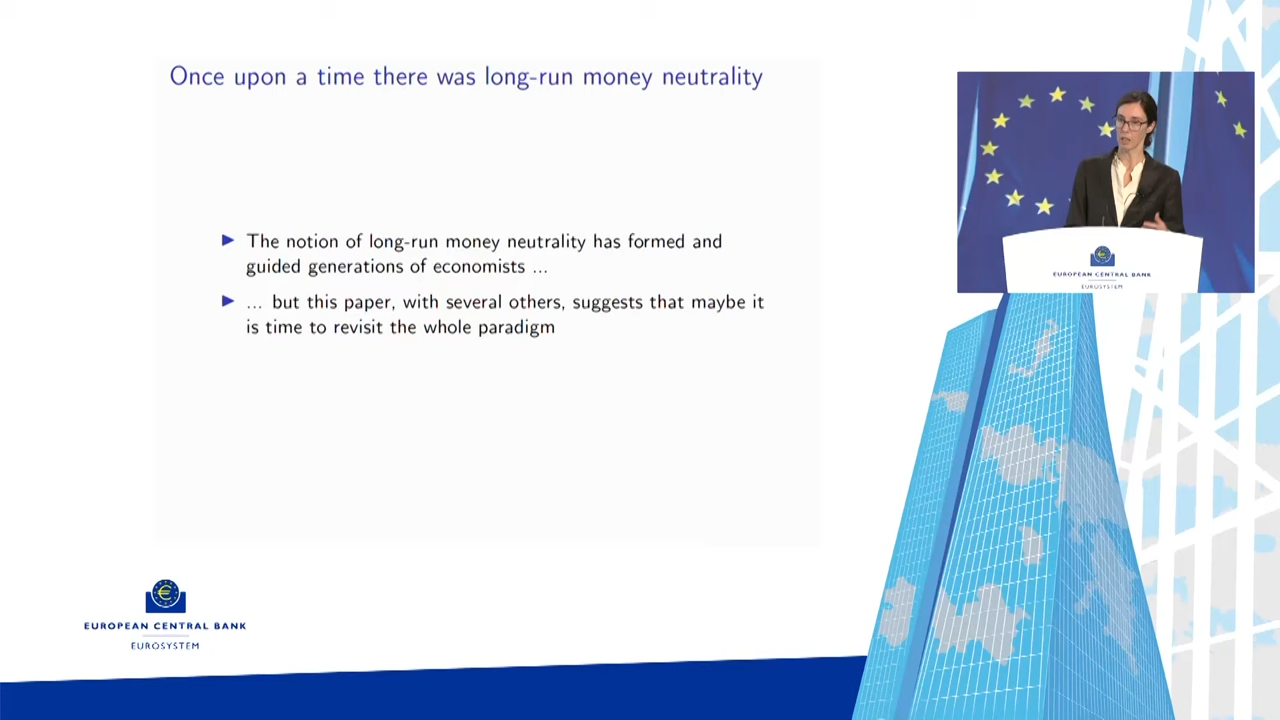 Once upon a time there was long-run money neutrality
▶ The notion of long-run money neutrality has formed and
guided generations of economists ...
▶ ... but this paper, with several others, suggests that maybe it
is time to revisit the whole paradigm
EUROPEAN CENTRAL BANK
EUROSYSTEM
EUROPEAN CENTRAL BANK
EUROSYSTEM